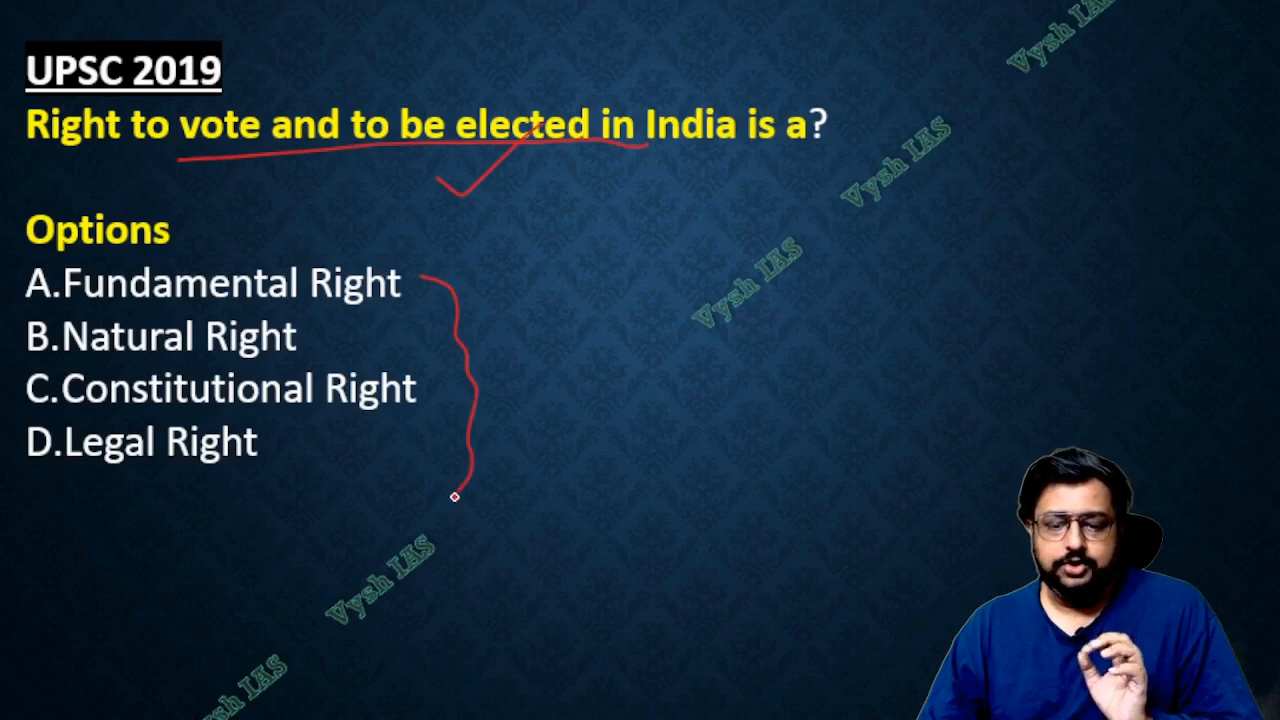 UPSC 2019
Right to vote and to be elected in India is a?
Options
A.Fundamental Right
B.Natural Right
C.Constitutional Right
D.Legal Right
Vysh IAS
Vysh IAS
Vysh IAS
Vysh IAS
Vysh IAS